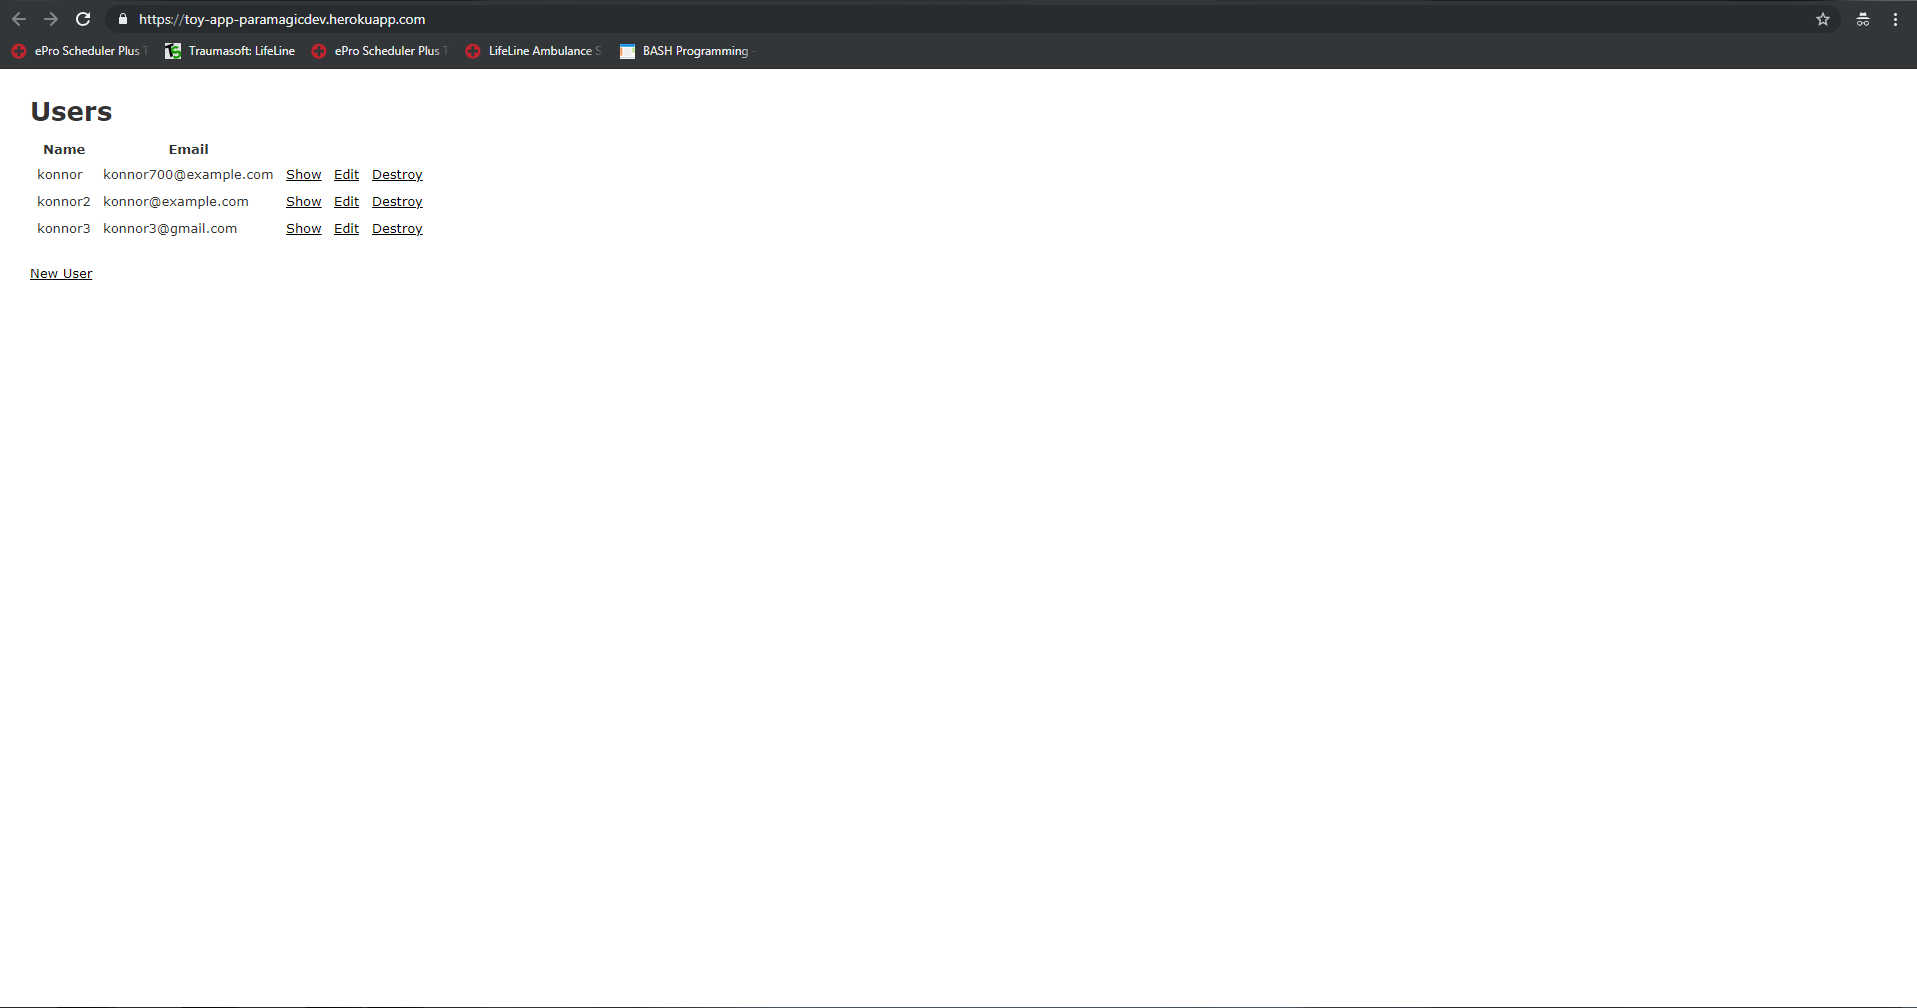 https://toy-app-paramagicdev.herokuapp.com
ePro Scheduler Plus Traumasoft: LifeLine ePro Scheduler Plus LifeLine Ambulance S BASH Programming
Users
Name Email
konnor konnor700@example.com Show Edit Destroy
konnor2 konnor@example.com Show Edit Destroy
konnor3 konnor3@gmail.com Show Edit Destroy
New User